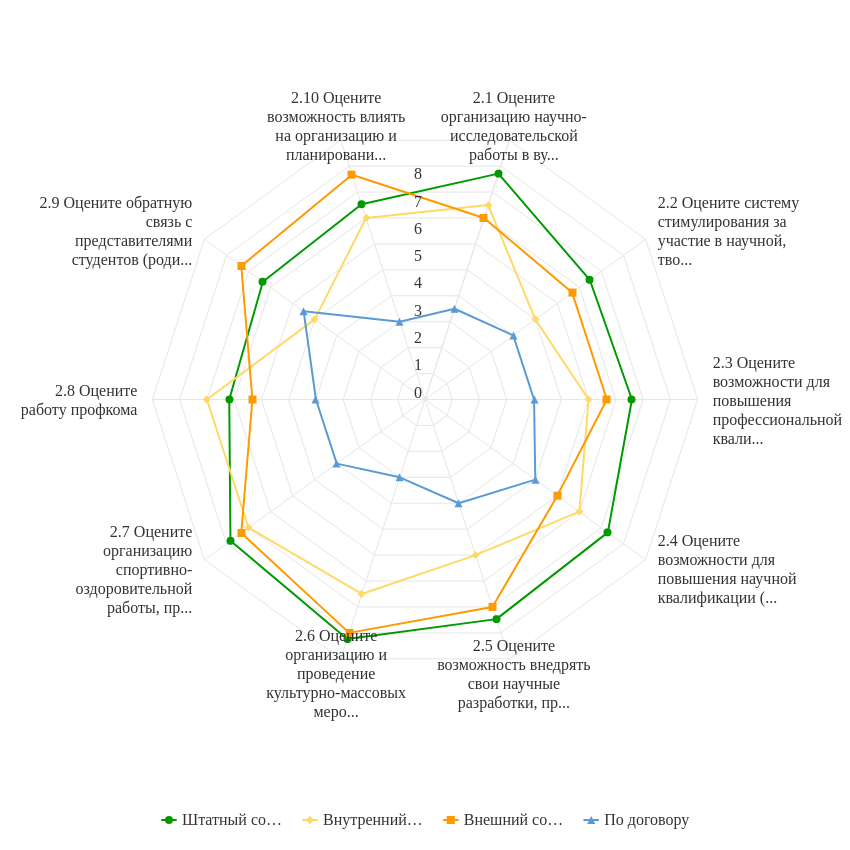 2.10 Оцените
возможность влиять
на организацию и
планировани...
2.1 Оцените
организацию научно-
исследовательской
работы в ву...
2.2 Оцените систему
стимулирования за
участие в научной,
тво...
2.3 Оцените
возможности для
повышения
профессиональной
квали...
2.4 Оцените
возможности для
повышения научной
квалификации (...
2.5 Оцените
возможность внедрять
свои научные
разработки, пр...
2.6 Оцените
организацию и
проведение
культурно-массовых
меро...
2.7 Оцените
организацию
спортивно-
оздоровительной
работы, пр...
2.8 Оцените
работу профкома
2.9 Оцените обратную
связь с
представителями
студентов (роди...
8
7
6
5
4
3
2
1
0
Штатный со… Внутренний… Внешний со… По договору